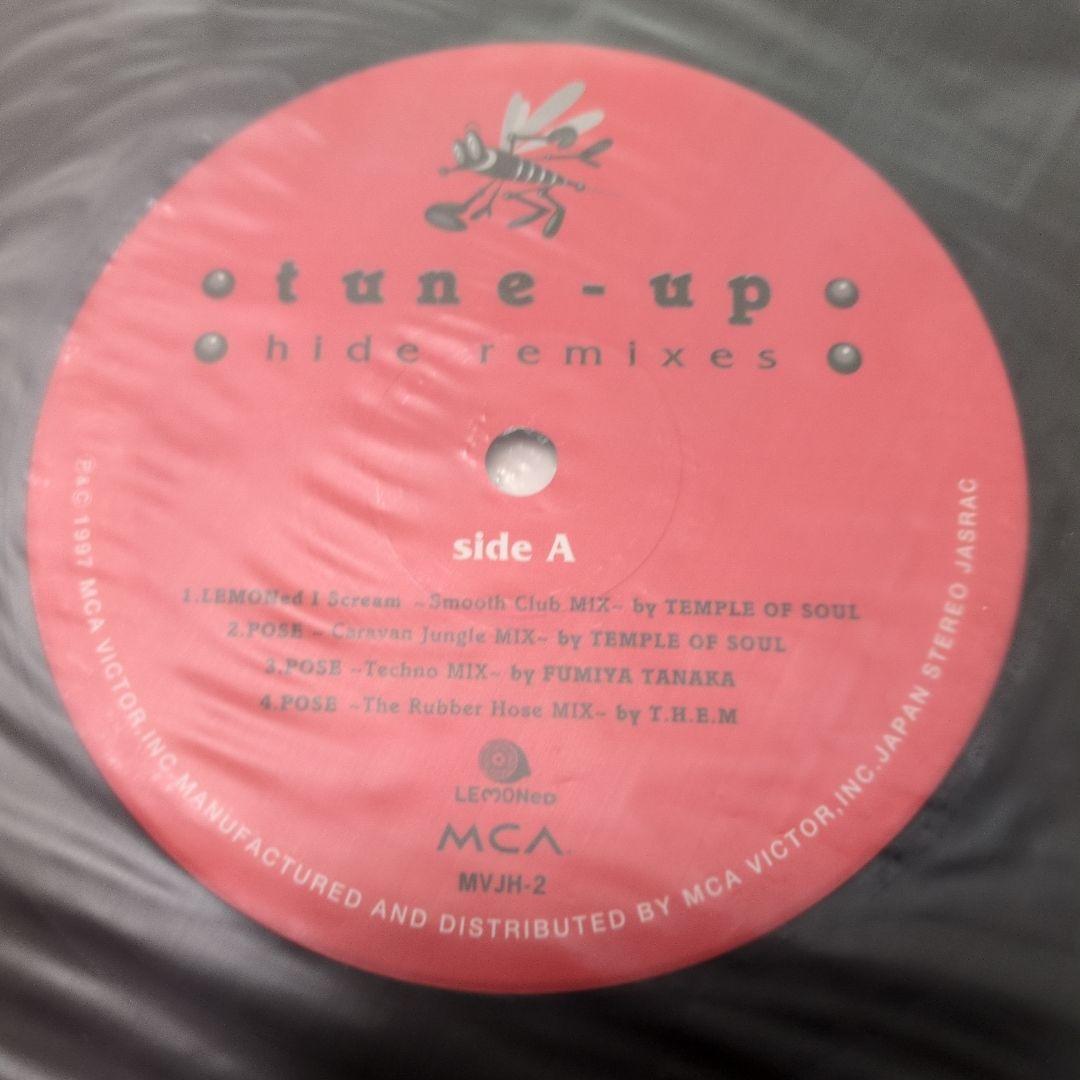 tune-up
hide remixes
side A
1.LEMONed I Scream ~Smooth Club MIX~ by TEMPLE OF SOUL
2.POSE ~ Caravan Jungle MIX~ by TEMPLE OF SOUL
3.POSE ~Techno MIX~ by FUMIYA TANAKA
4.POSE ~The Rubber Hose MIX~ by T.H.E.M
LEMONeD
MCA
MVJH-2
P&C 1997 MCA VICTOR,INC.MANUFACTURED AND DISTRIBUTED BY MCA VICTOR,INC.JAPAN STEREO JASRAC